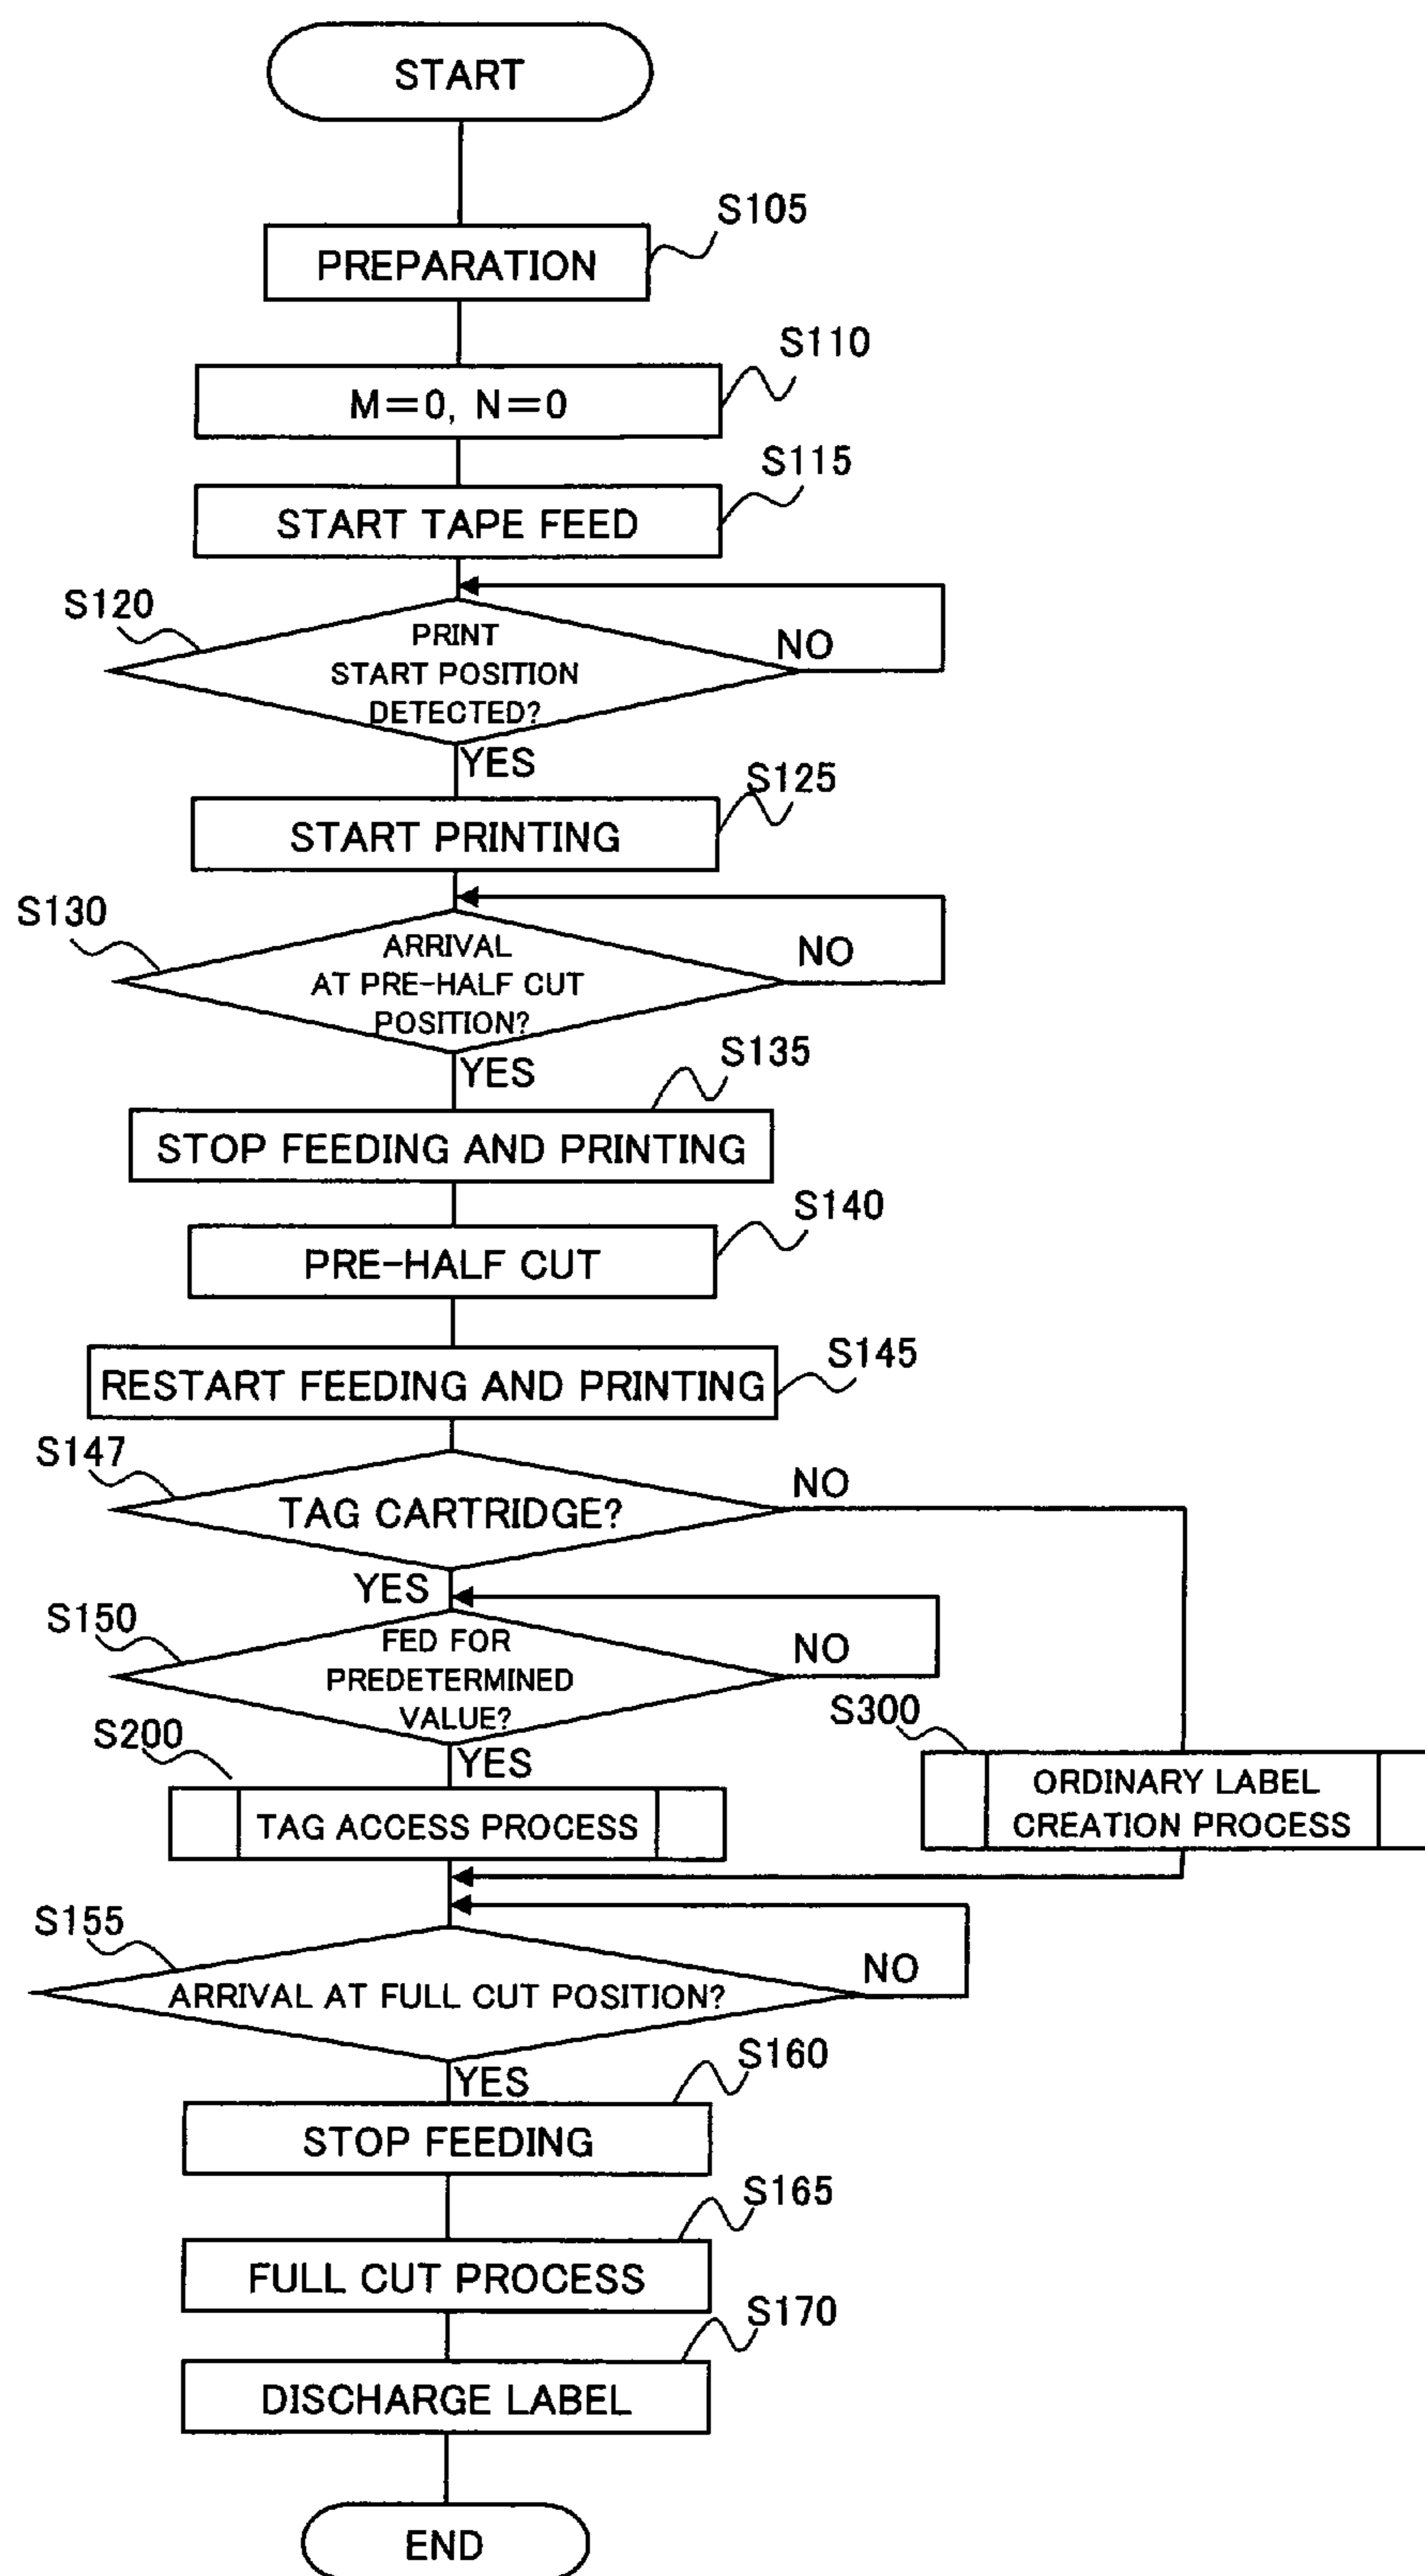 START
S105
PREPARATION
S110
M=0, N=0
S115
START TAPE FEED
S120
PRINT
START POSITION
DETECTED?
NO
YES
S125
START PRINTING
S130
ARRIVAL
AT PRE-HALF CUT
POSITION?
NO
YES
S135
STOP FEEDING AND PRINTING
S140
PRE-HALF CUT
S145
RESTART FEEDING AND PRINTING
S147
TAG CARTRIDGE?
NO
YES
S150
FED FOR
PREDETERMINED
VALUE?
NO
YES
S200
TAG ACCESS PROCESS
S300
ORDINARY LABEL
CREATION PROCESS
S155
ARRIVAL AT FULL CUT POSITION?
NO
YES
S160
STOP FEEDING
S165
FULL CUT PROCESS
S170
DISCHARGE LABEL
END